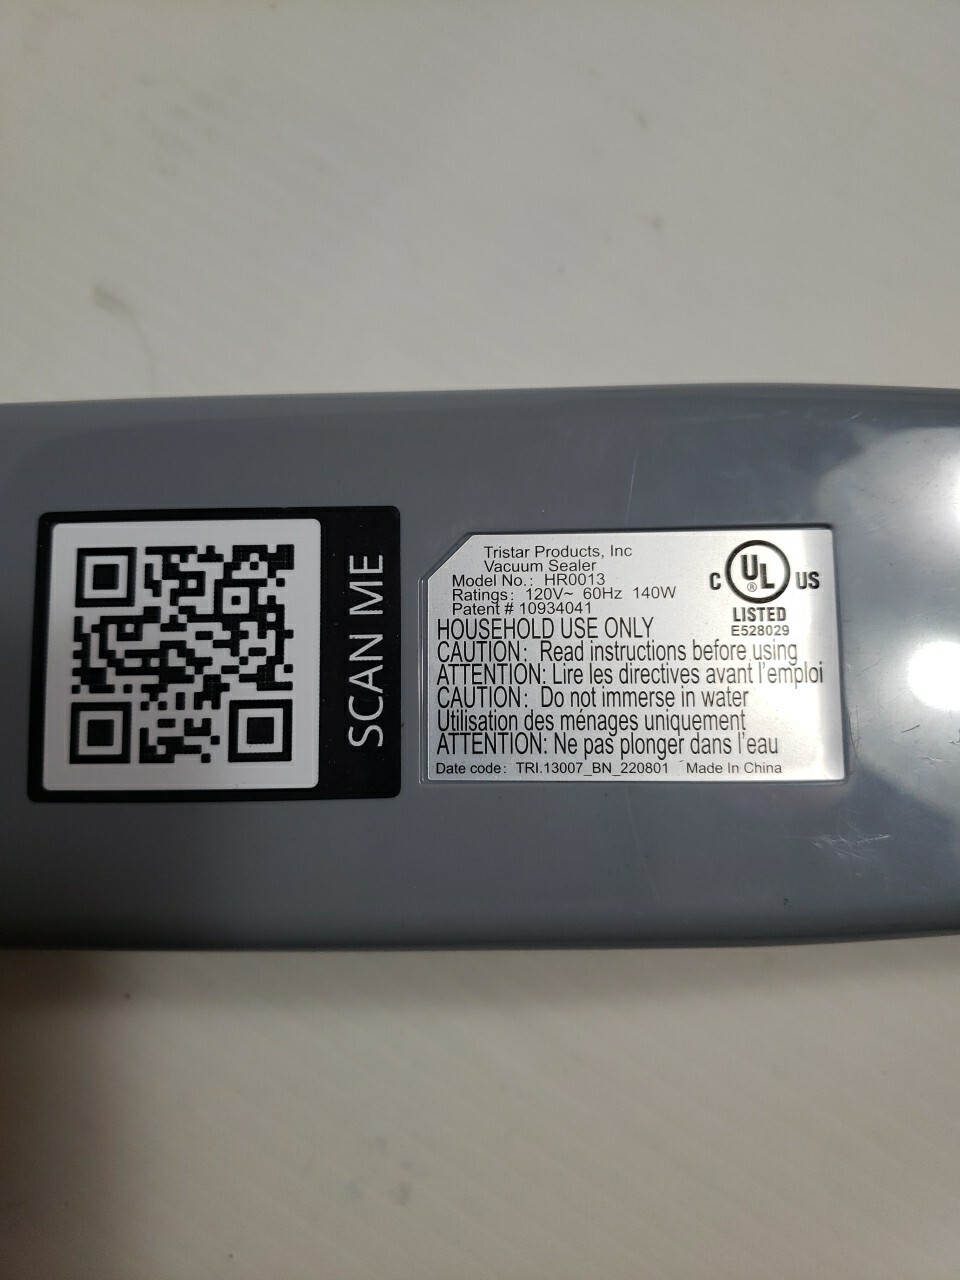 SCAN ME
Tristar Products, Inc
Vacuum Sealer
Model No.: HR0013
Ratings: 120V~ 60Hz 140W
Patent # 10934041
C UL US
®
LISTED
E528029
HOUSEHOLD USE ONLY
CAUTION: Read instructions before using
ATTENTION: Lire les directives avant l'emploi
CAUTION: Do not immerse in water
Utilisation des ménages uniquement
ATTENTION: Ne pas plonger dans l'eau
Date code: TRI.13007_BN_220801 Made In China